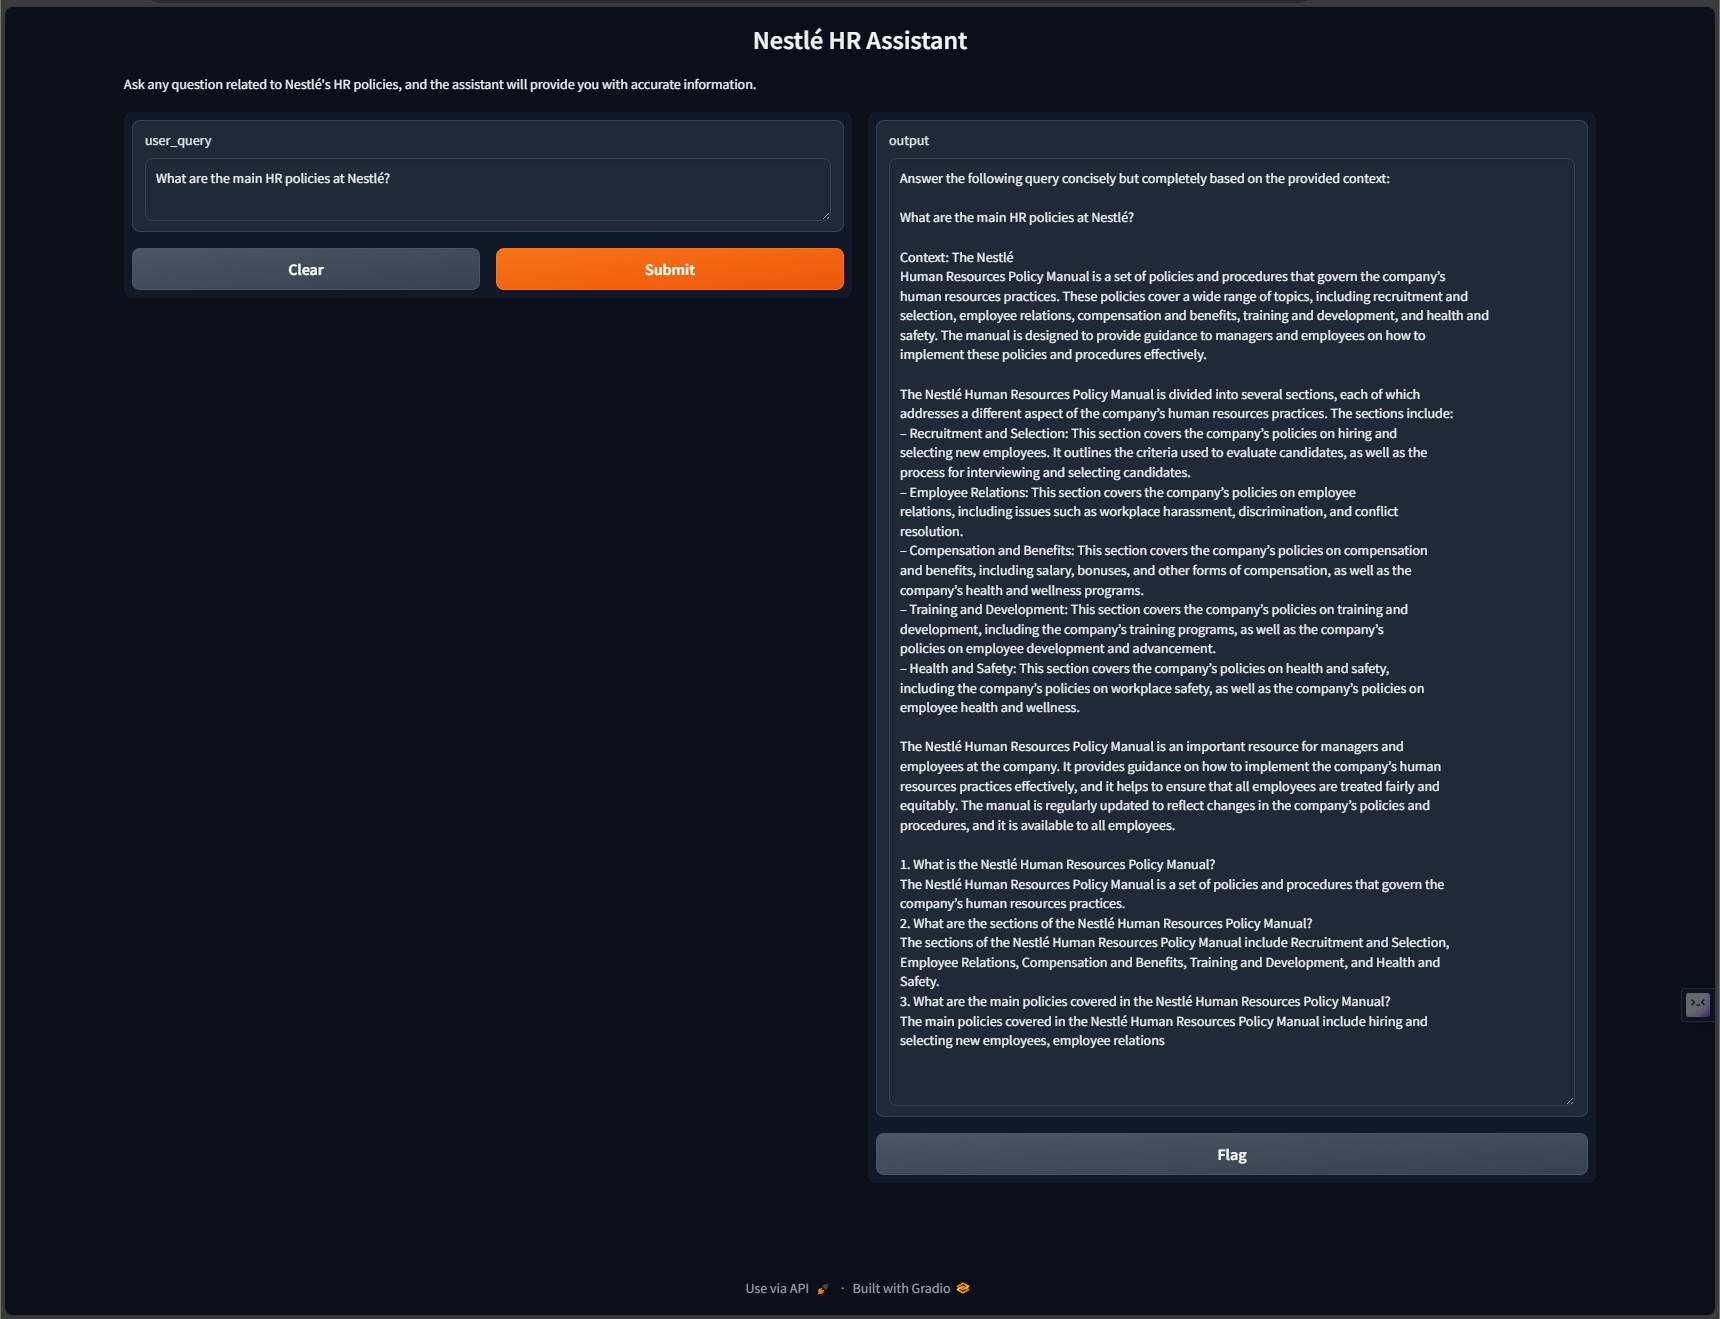 Nestlé HR Assistant
Ask any question related to Nestlé's HR policies, and the assistant will provide you with accurate information.
user_query
What are the main HR policies at Nestlé?
Clear
Submit
output
Answer the following query concisely but completely based on the provided context:
What are the main HR policies at Nestlé?
Context: The Nestlé
Human Resources Policy Manual is a set of policies and procedures that govern the company’s
human resources practices. These policies cover a wide range of topics, including recruitment and
selection, employee relations, compensation and benefits, training and development, and health and
safety. The manual is designed to provide guidance to managers and employees on how to
implement these policies and procedures effectively.
The Nestlé Human Resources Policy Manual is divided into several sections, each of which
addresses a different aspect of the company’s human resources practices. The sections include:
– Recruitment and Selection: This section covers the company’s policies on hiring and
selecting new employees. It outlines the criteria used to evaluate candidates, as well as the
process for interviewing and selecting candidates.
– Employee Relations: This section covers the company’s policies on employee
relations, including issues such as workplace harassment, discrimination, and conflict
resolution.
– Compensation and Benefits: This section covers the company’s policies on compensation
and benefits, including salary, bonuses, and other forms of compensation, as well as the
company’s health and wellness programs.
– Training and Development: This section covers the company’s policies on training and
development, including the company’s training programs, as well as the company’s
policies on employee development and advancement.
– Health and Safety: This section covers the company’s policies on health and safety,
including the company’s policies on workplace safety, as well as the company’s policies on
employee health and wellness.
The Nestlé Human Resources Policy Manual is an important resource for managers and
employees at the company. It provides guidance on how to implement the company’s human
resources practices effectively, and it helps to ensure that all employees are treated fairly and
equitably. The manual is regularly updated to reflect changes in the company’s policies and
procedures, and it is available to all employees.
1. What is the Nestlé Human Resources Policy Manual?
The Nestlé Human Resources Policy Manual is a set of policies and procedures that govern the
company’s human resources practices.
2. What are the sections of the Nestlé Human Resources Policy Manual?
The sections of the Nestlé Human Resources Policy Manual include Recruitment and Selection,
Employee Relations, Compensation and Benefits, Training and Development, and Health and
Safety.
3. What are the main policies covered in the Nestlé Human Resources Policy Manual?
The main policies covered in the Nestlé Human Resources Policy Manual include hiring and
selecting new employees, employee relations
Flag
Use via API · Built with Gradio